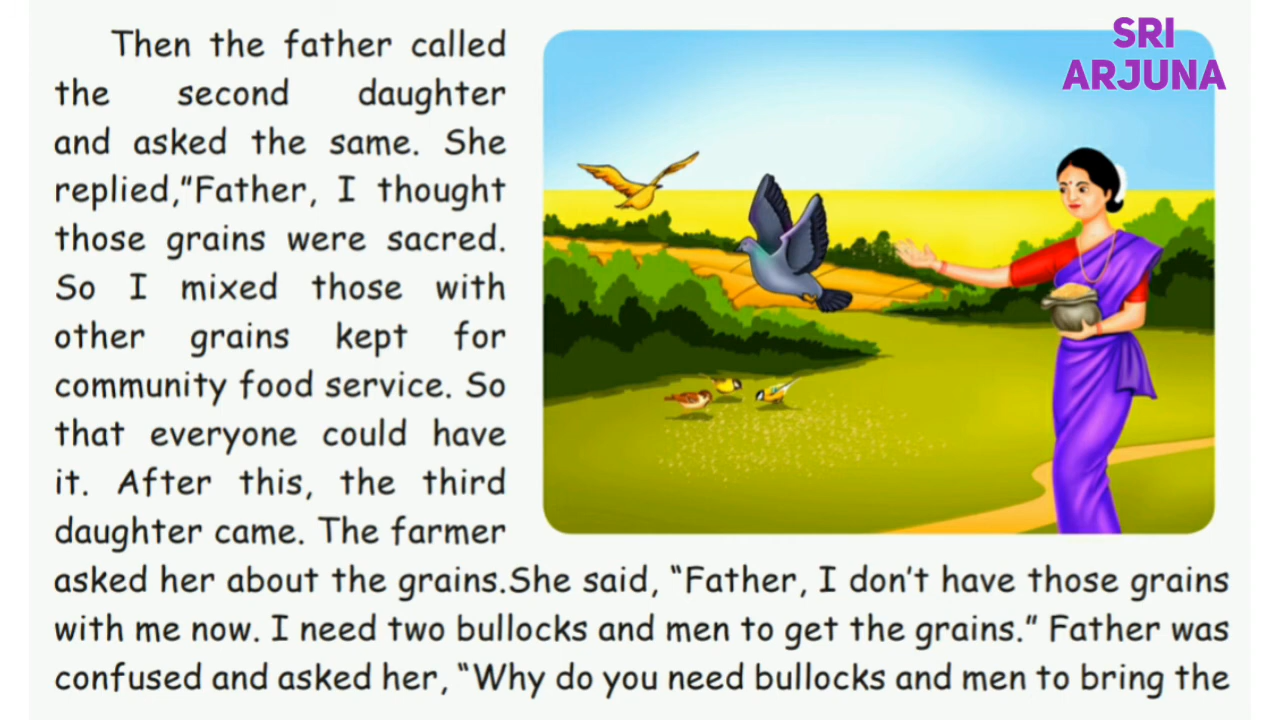 SRI
ARJUNA
Then the father called
the second daughter
and asked the same. She
replied,"Father, I thought
those grains were sacred.
So I mixed those with
other grains kept for
community food service. So
that everyone could have
it. After this, the third
daughter came. The farmer
asked her about the grains.She said, “Father, I don’t have those grains
with me now. I need two bullocks and men to get the grains.” Father was
confused and asked her, “Why do you need bullocks and men to bring the